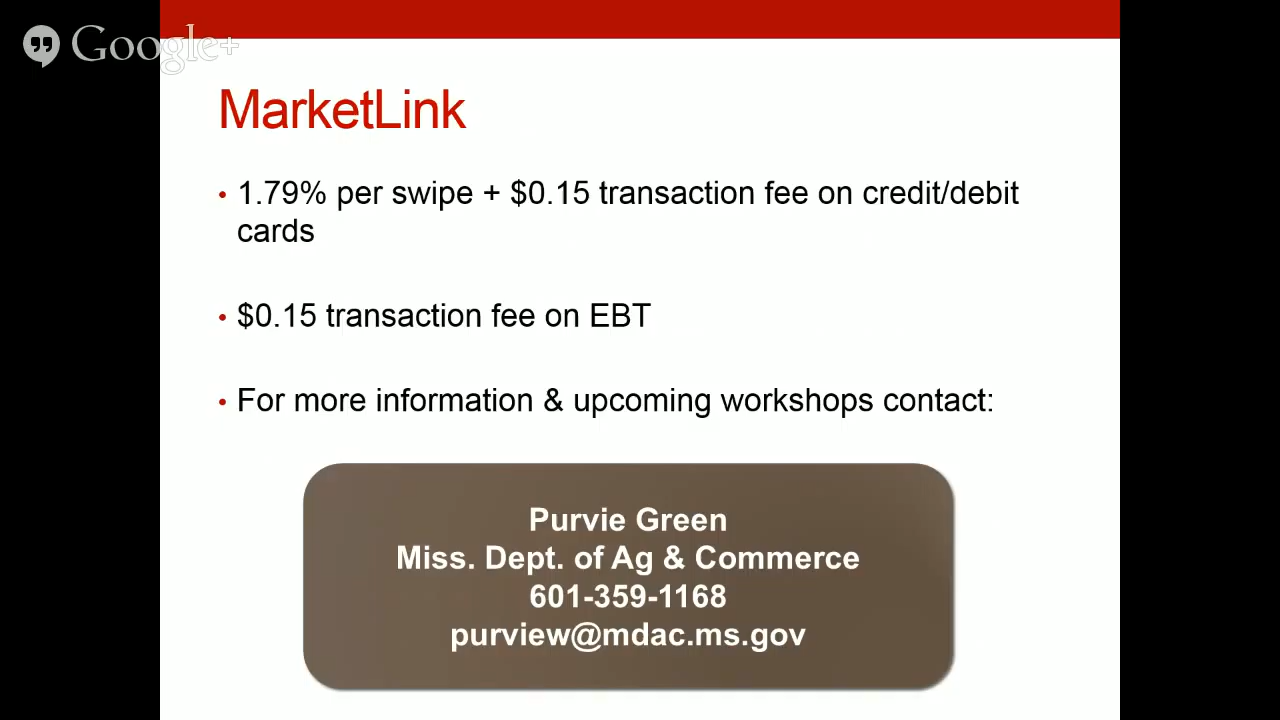 Google+
MarketLink
• 1.79% per swipe + $0.15 transaction fee on credit/debit
cards
• $0.15 transaction fee on EBT
• For more information & upcoming workshops contact:
Purvie Green
Miss. Dept. of Ag & Commerce
601-359-1168
purview@mdac.ms.gov